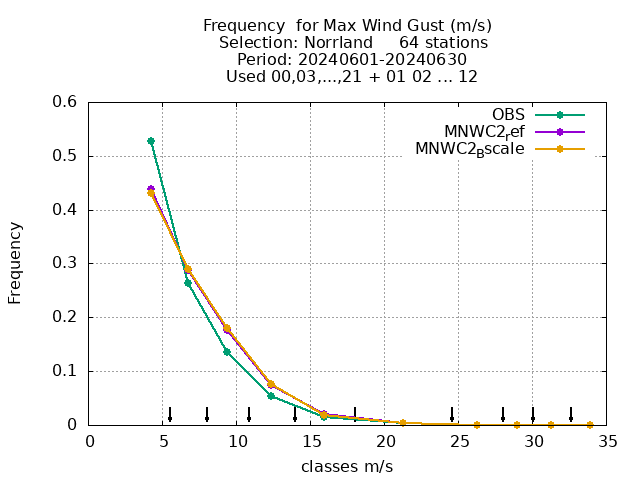 Frequency  for Max Wind Gust (m/s)
Selection: Norrland     64 stations
Period: 20240601-20240630
Used 00,03,...,21 + 01 02 ... 12
OBS
MNWC2ref
MNWC2Bscale
0.6
0.5
0.4
0.3
0.2
0.1
0
Frequency
0 5 10 15 20 25 30 35
classes m/s